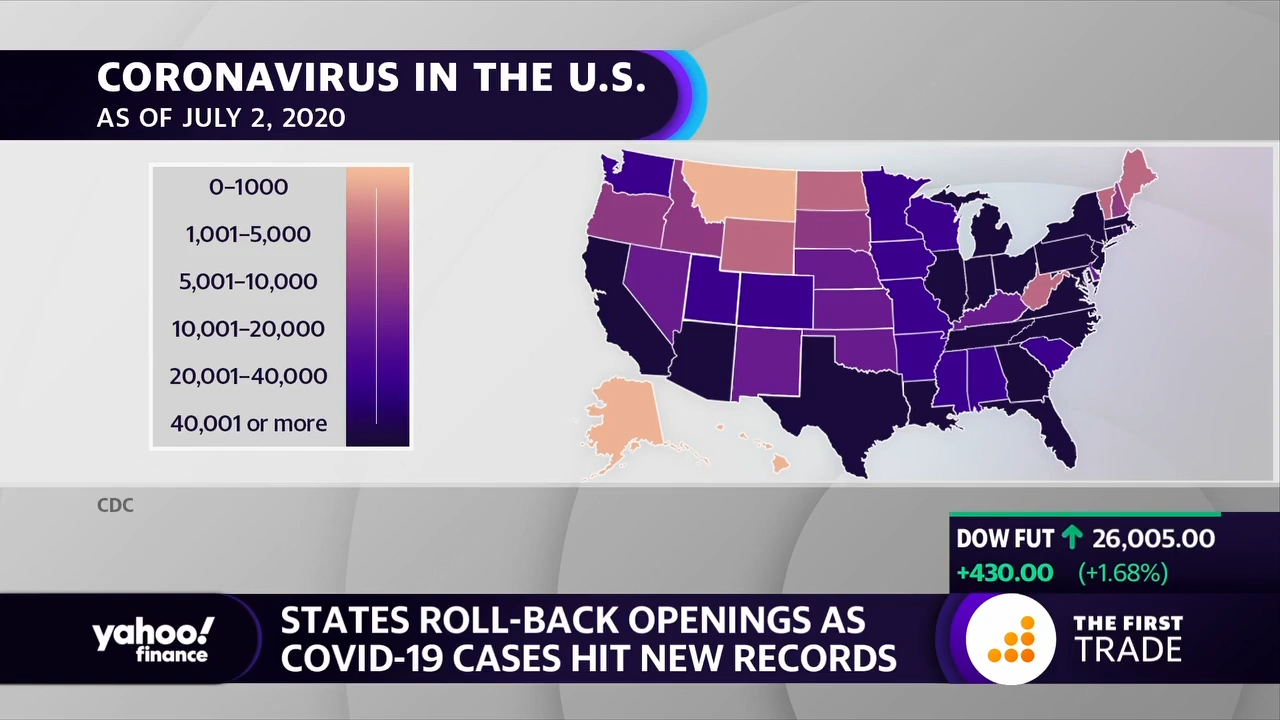 CORONAVIRUS IN THE U.S.
AS OF JULY 2, 2020
0–1000
1,001–5,000
5,001–10,000
10,001–20,000
20,001–40,000
40,001 or more
CDC
DOW FUT 26,005.00
+430.00 (+1.68%)
yahoo!
finance
STATES ROLL-BACK OPENINGS AS
COVID-19 CASES HIT NEW RECORDS
THE FIRST
TRADE